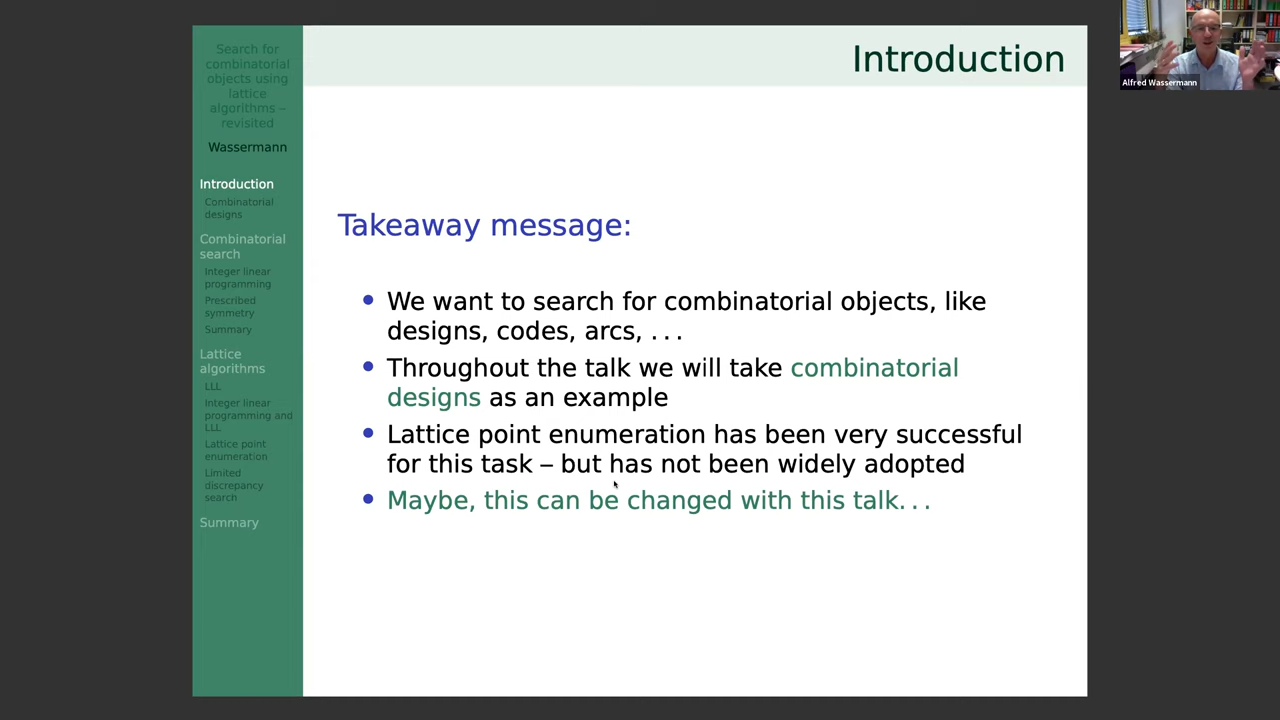 Search for
combinatorial
objects using
lattice
algorithms –
revisited
Wassermann
Introduction
Combinatorial
designs
Combinatorial
search
Integer linear
programming
Prescribed
symmetry
Summary
Lattice
algorithms
LLL
Integer linear
programming and
LLL
Lattice point
enumeration
Limited
discrepancy
search
Summary
Introduction
Takeaway message:
• We want to search for combinatorial objects, like
designs, codes, arcs, . . .
• Throughout the talk we will take combinatorial
designs as an example
• Lattice point enumeration has been very successful
for this task – but has not been widely adopted
• Maybe, this can be changed with this talk. . .
Alfred Wassermann